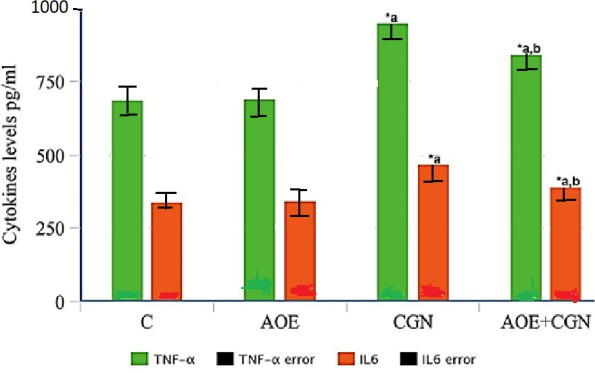 1000
Cytokines levels pg/ml
750
500
250
0
*a
*a,b
*a
*a,b
C AOE CGN AOE+CGN
TNF-α TNF-α error IL6 IL6 error